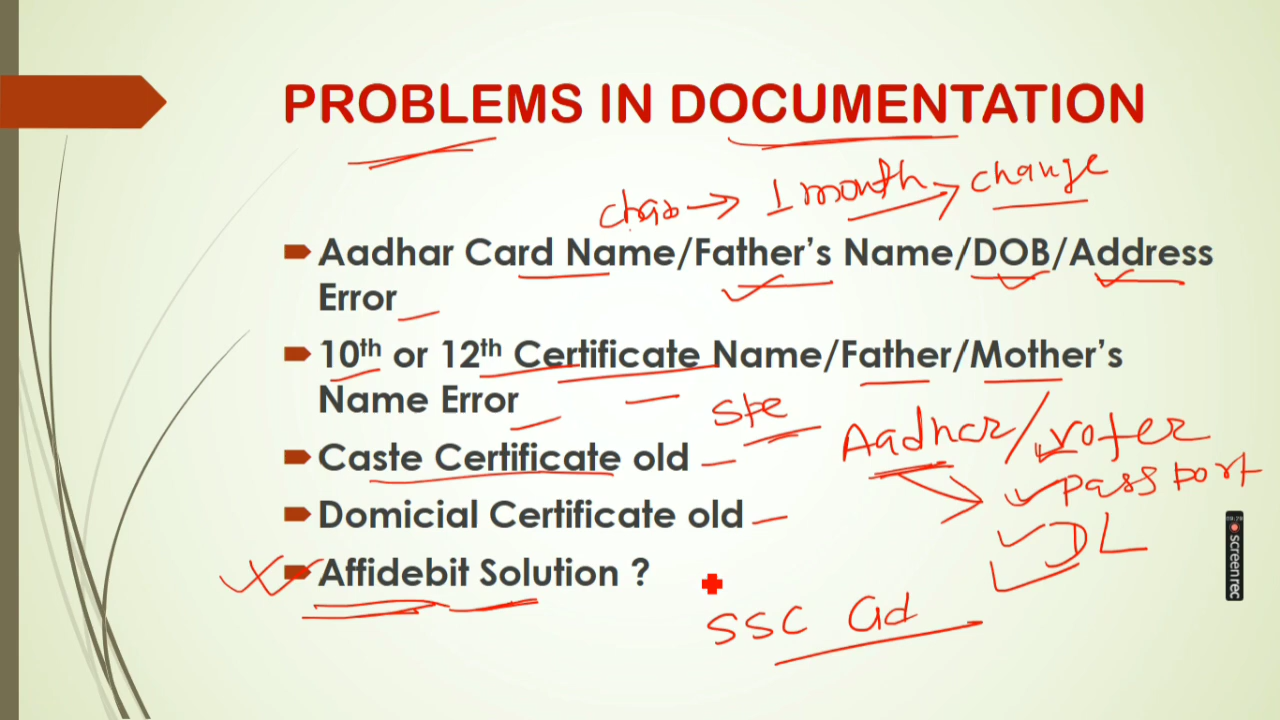 PROBLEMS IN DOCUMENTATION
1 month → change
Aadhar Card Name/Father's Name/DOB/Address
Error
10th or 12th Certificate Name/Father/Mother's
Name Error
Caste Certificate old
Aadhar/voter
passport
Domicial Certificate old
DL
Affidebit Solution ?
SSC Gd
screenrec